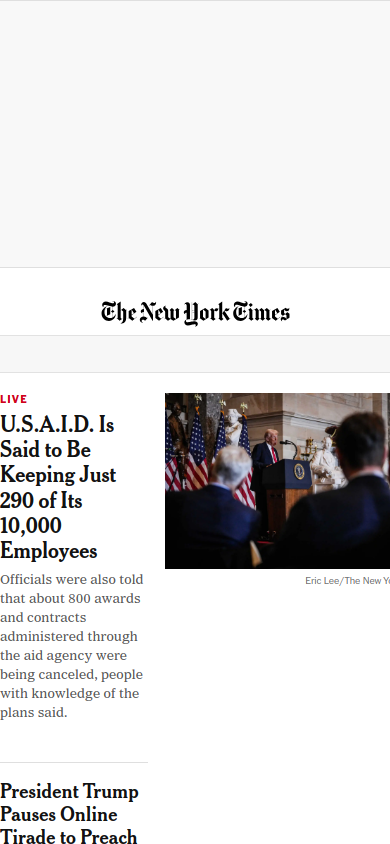 The New York Times
LIVE
U.S.A.I.D. Is
Said to Be
Keeping Just
290 of Its
10,000
Employees
Officials were also told
that about 800 awards
and contracts
administered through
the aid agency were
being canceled, people
with knowledge of the
plans said.
Eric Lee/The New Yo
President Trump
Pauses Online
Tirade to Preach